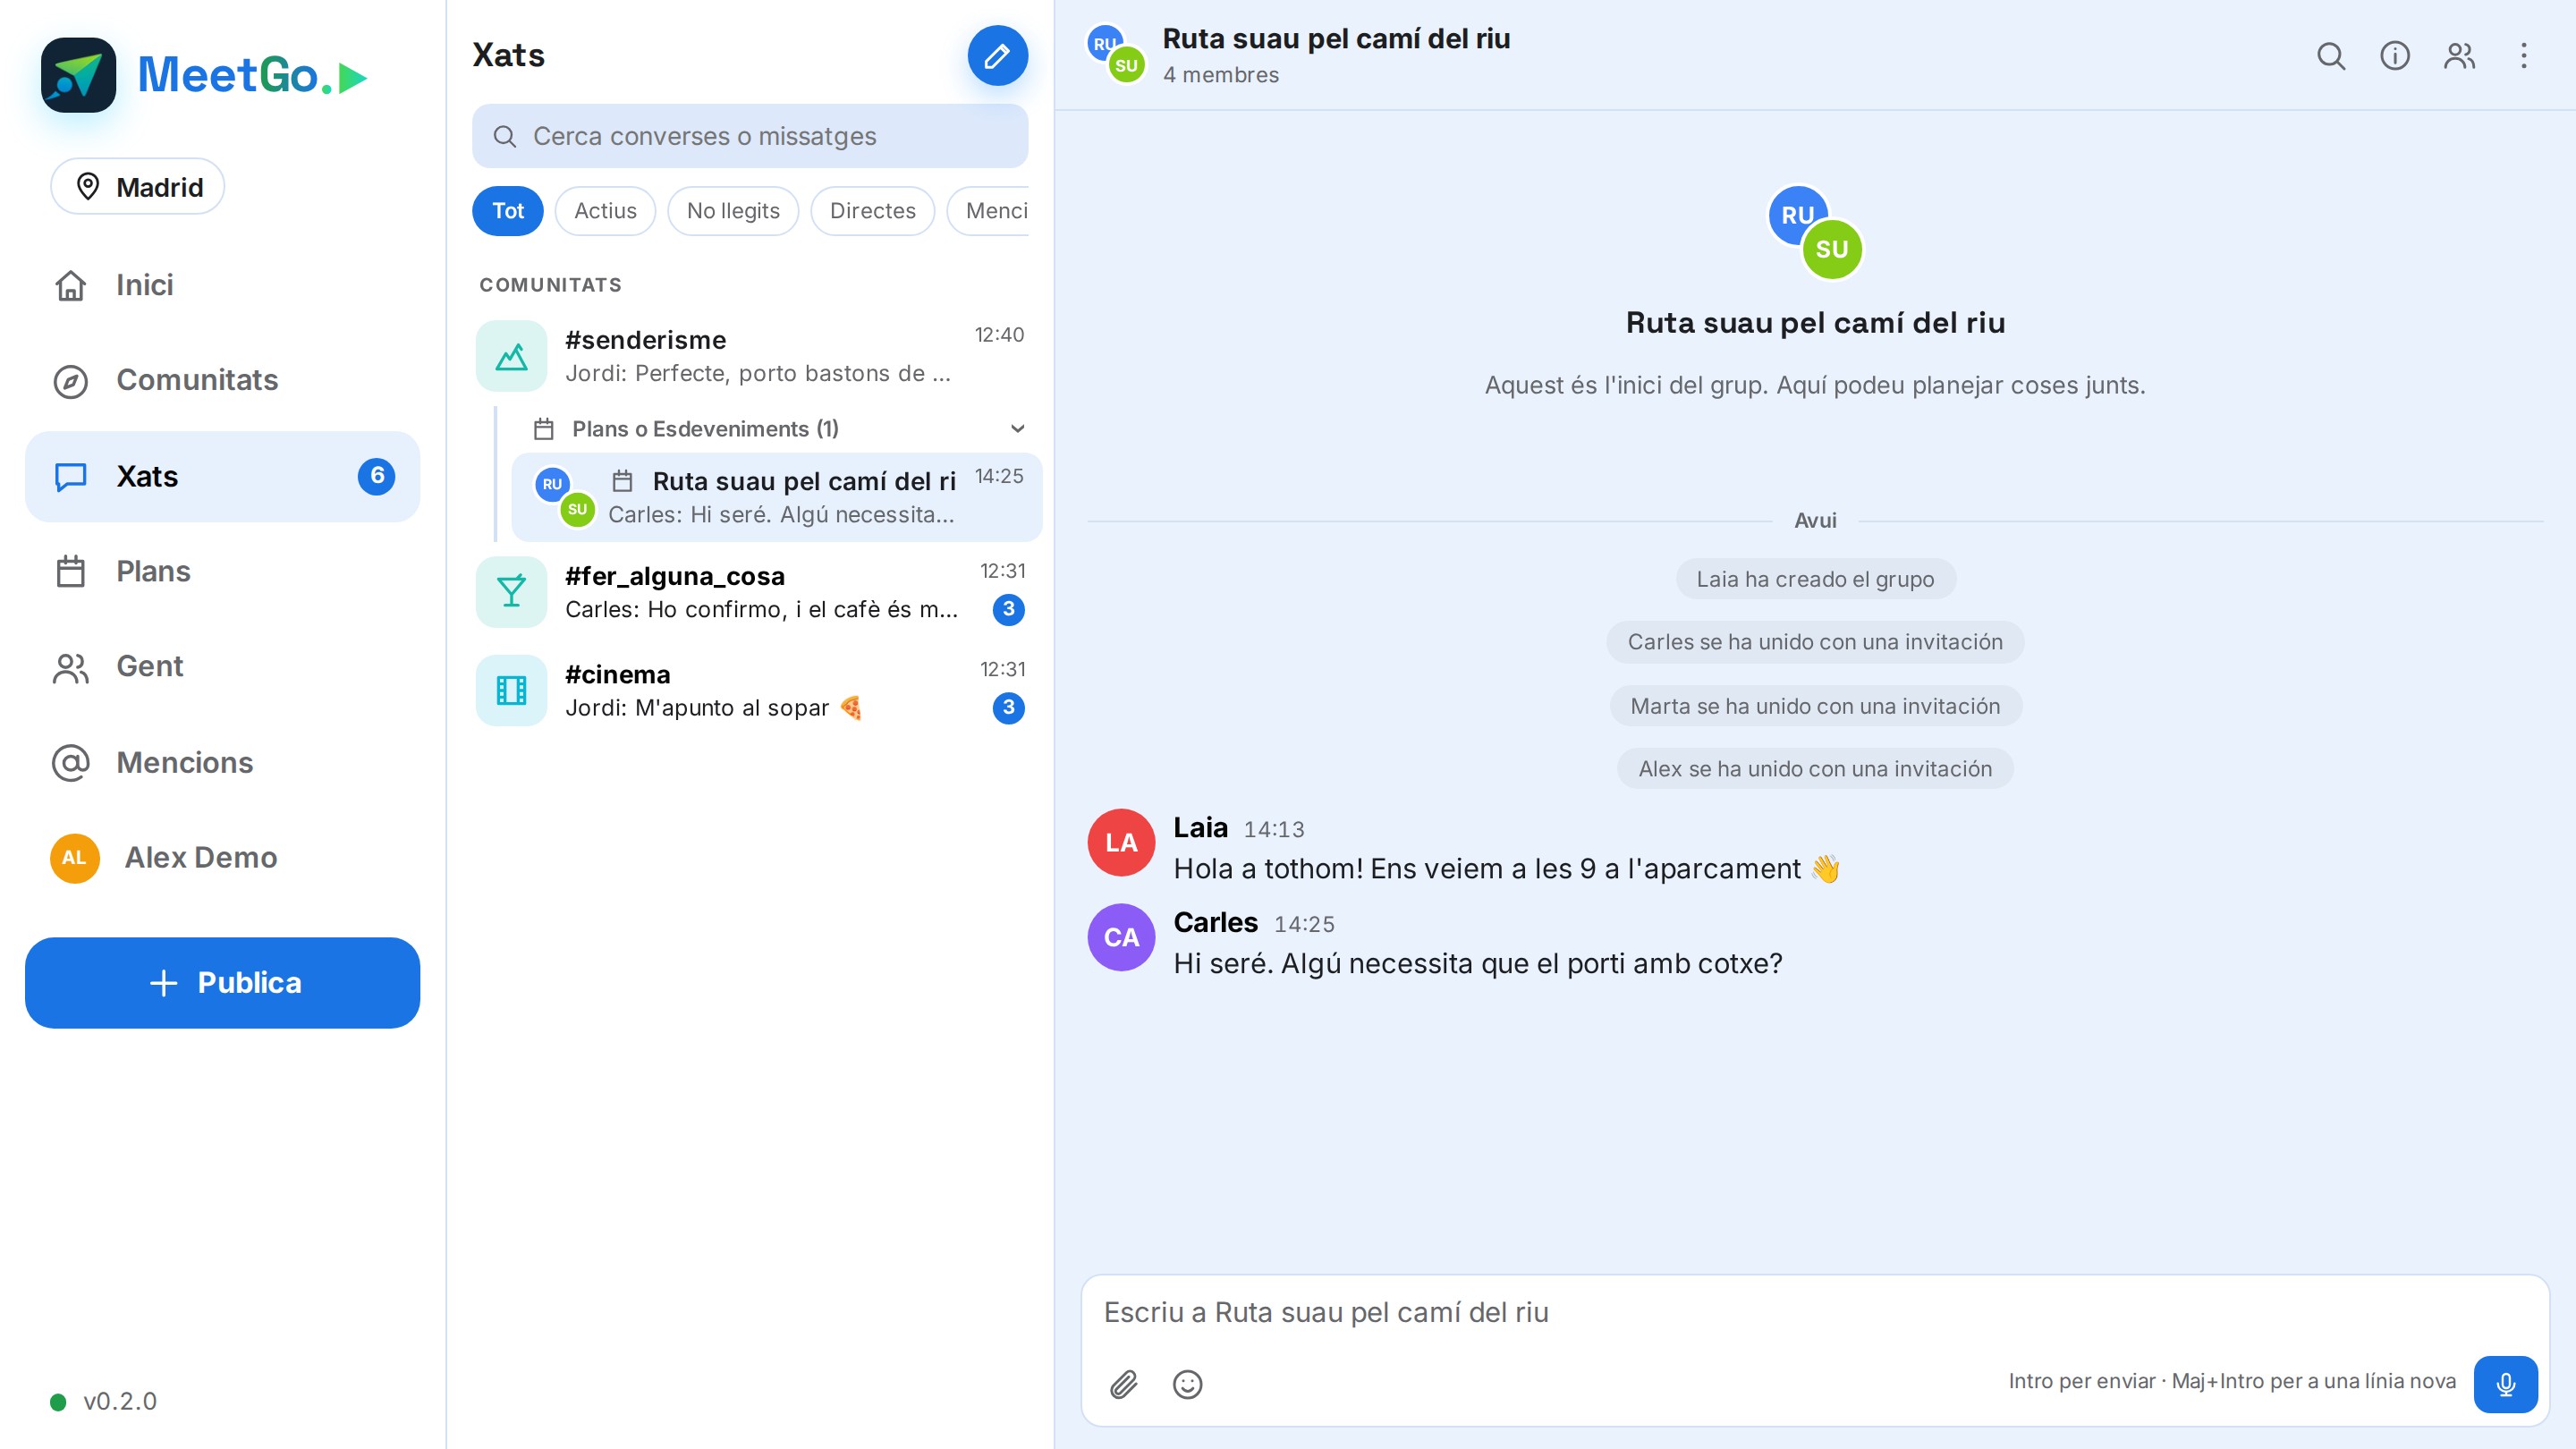 MeetGo.
Madrid
Inici
Comunitats
Xats
6
Plans
Gent
Mencions
AL
Alex Demo
Publica
v0.2.0
Xats
Cerca converses o missatges
Tot
Actius
No llegits
Directes
Menci
COMUNITATS
#senderisme
12:40
Jordi: Perfecte, porto bastons de ...
Plans o Esdeveniments (1)
RU
SU
Ruta suau pel camí del ri
14:25
Carles: Hi seré. Algú necessita...
#fer_alguna_cosa
12:31
Carles: Ho confirmo, i el cafè és m...
3
#cinema
12:31
Jordi: M'apunto al sopar 🍕
3
RU
SU
Ruta suau pel camí del riu
4 membres
RU
SU
Ruta suau pel camí del riu
Aquest és l'inici del grup. Aquí podeu planejar coses junts.
Avui
Laia ha creado el grupo
Carles se ha unido con una invitación
Marta se ha unido con una invitación
Alex se ha unido con una invitación
LA
Laia 14:13
Hola a tothom! Ens veiem a les 9 a l'aparcament 👋
CA
Carles 14:25
Hi seré. Algú necessita que el porti amb cotxe?
Escriu a Ruta suau pel camí del riu
Intro per enviar · Maj+Intro per a una línia nova